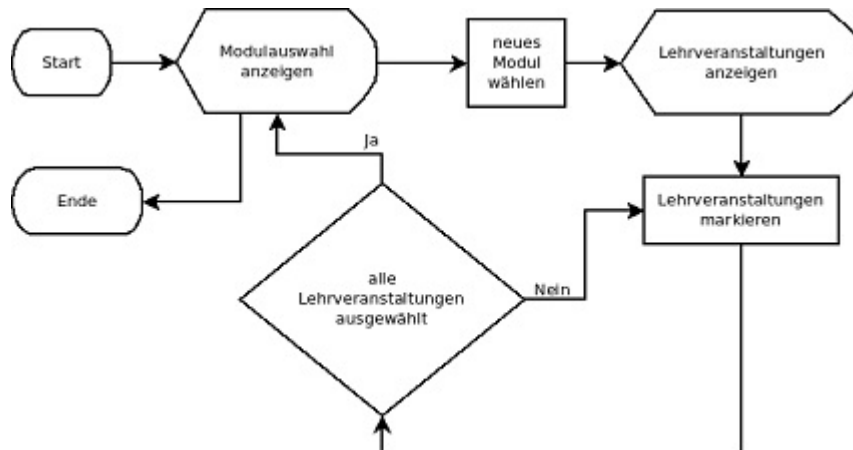 Start
Modulauswahl
anzeigen
neues
Modul
wählen
Lehrveranstaltungen
anzeigen
Ja
Ende
Lehrveranstaltungen
markieren
alle
Lehrveranstaltungen
ausgewählt
Nein